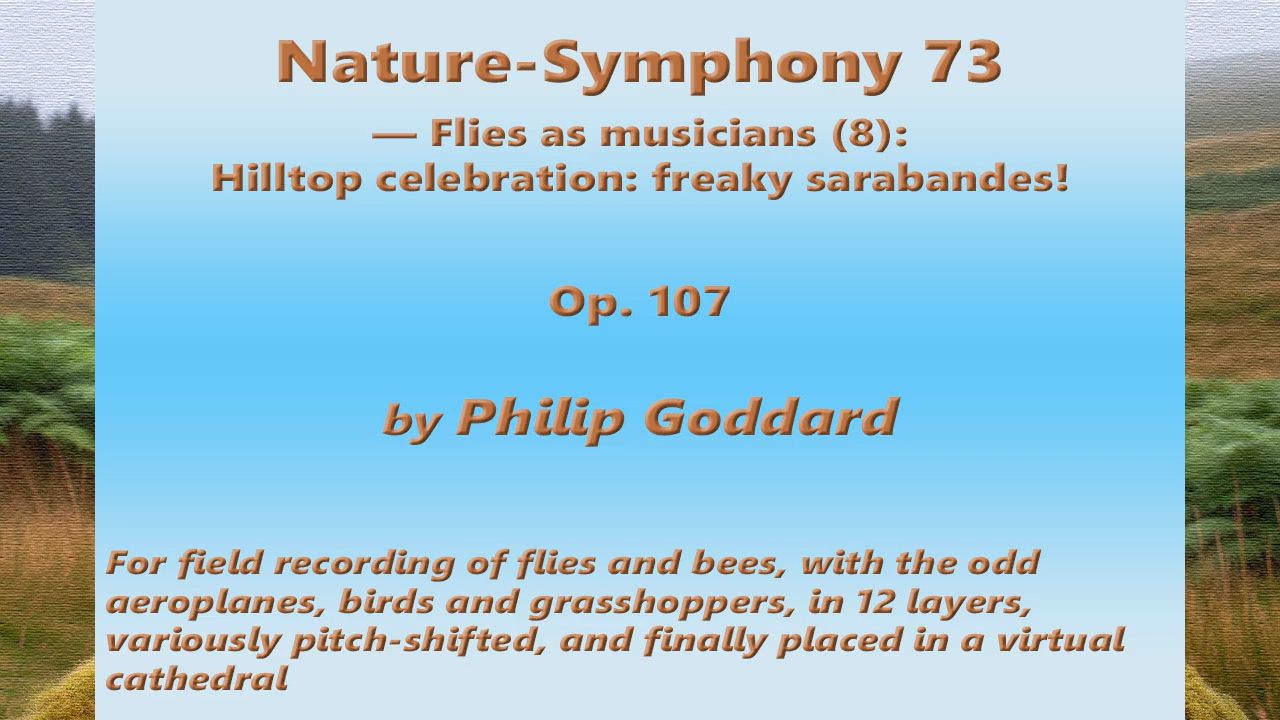 Nature-Symphony 73
— Flies as musicians (8):
Hilltop celebration: freaky sarabandes!
Op. 107
by Philip Goddard
For field recording of flies and bees, with the odd
aeroplanes, birds and grasshoppers, in 12 layers,
variously pitch-shifted, and finally placed in a virtual
cathedral